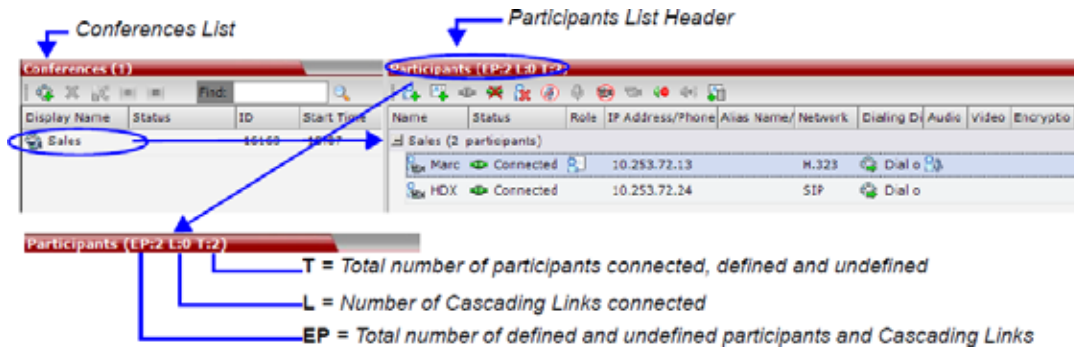 Conferences List
Participants List Header
Conferences (1)
Participants (EP:2 L:0 T:2)
Find:
Display Name Status ID Start Time
Name Status Role IP Address/Phone Alias Name/ Network Dialing Di Audio Video Encryptio
Sales
Sales (2 participants)
Marc Connected 10.253.72.13 H.323 Dial o
HDX Connected 10.253.72.24 SIP Dial o
Participants (EP:2 L:0 T:2)
T = Total number of participants connected, defined and undefined
L = Number of Cascading Links connected
EP = Total number of defined and undefined participants and Cascading Links